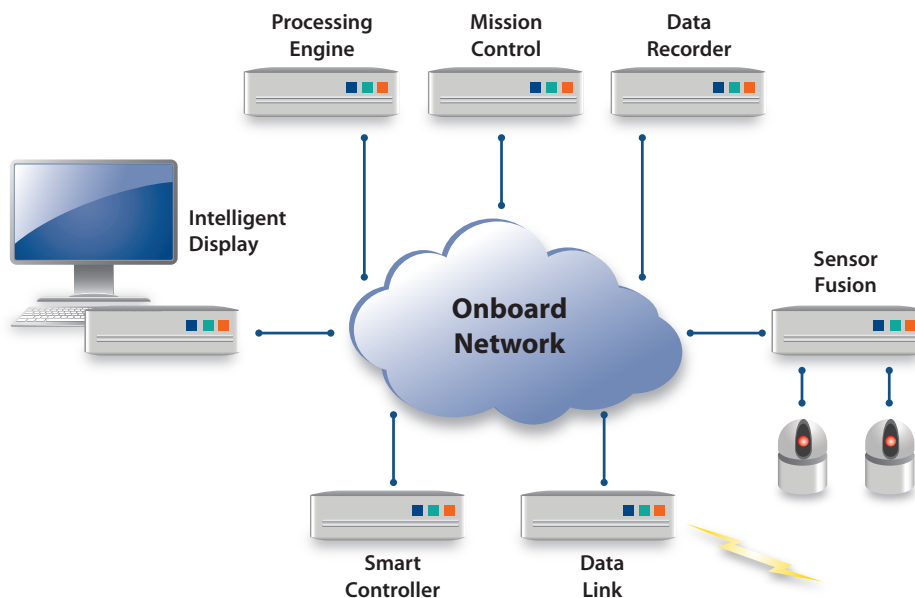 Processing
Engine
Mission
Control
Data
Recorder
Intelligent
Display
Sensor
Fusion
Onboard
Network
Smart
Controller
Data
Link